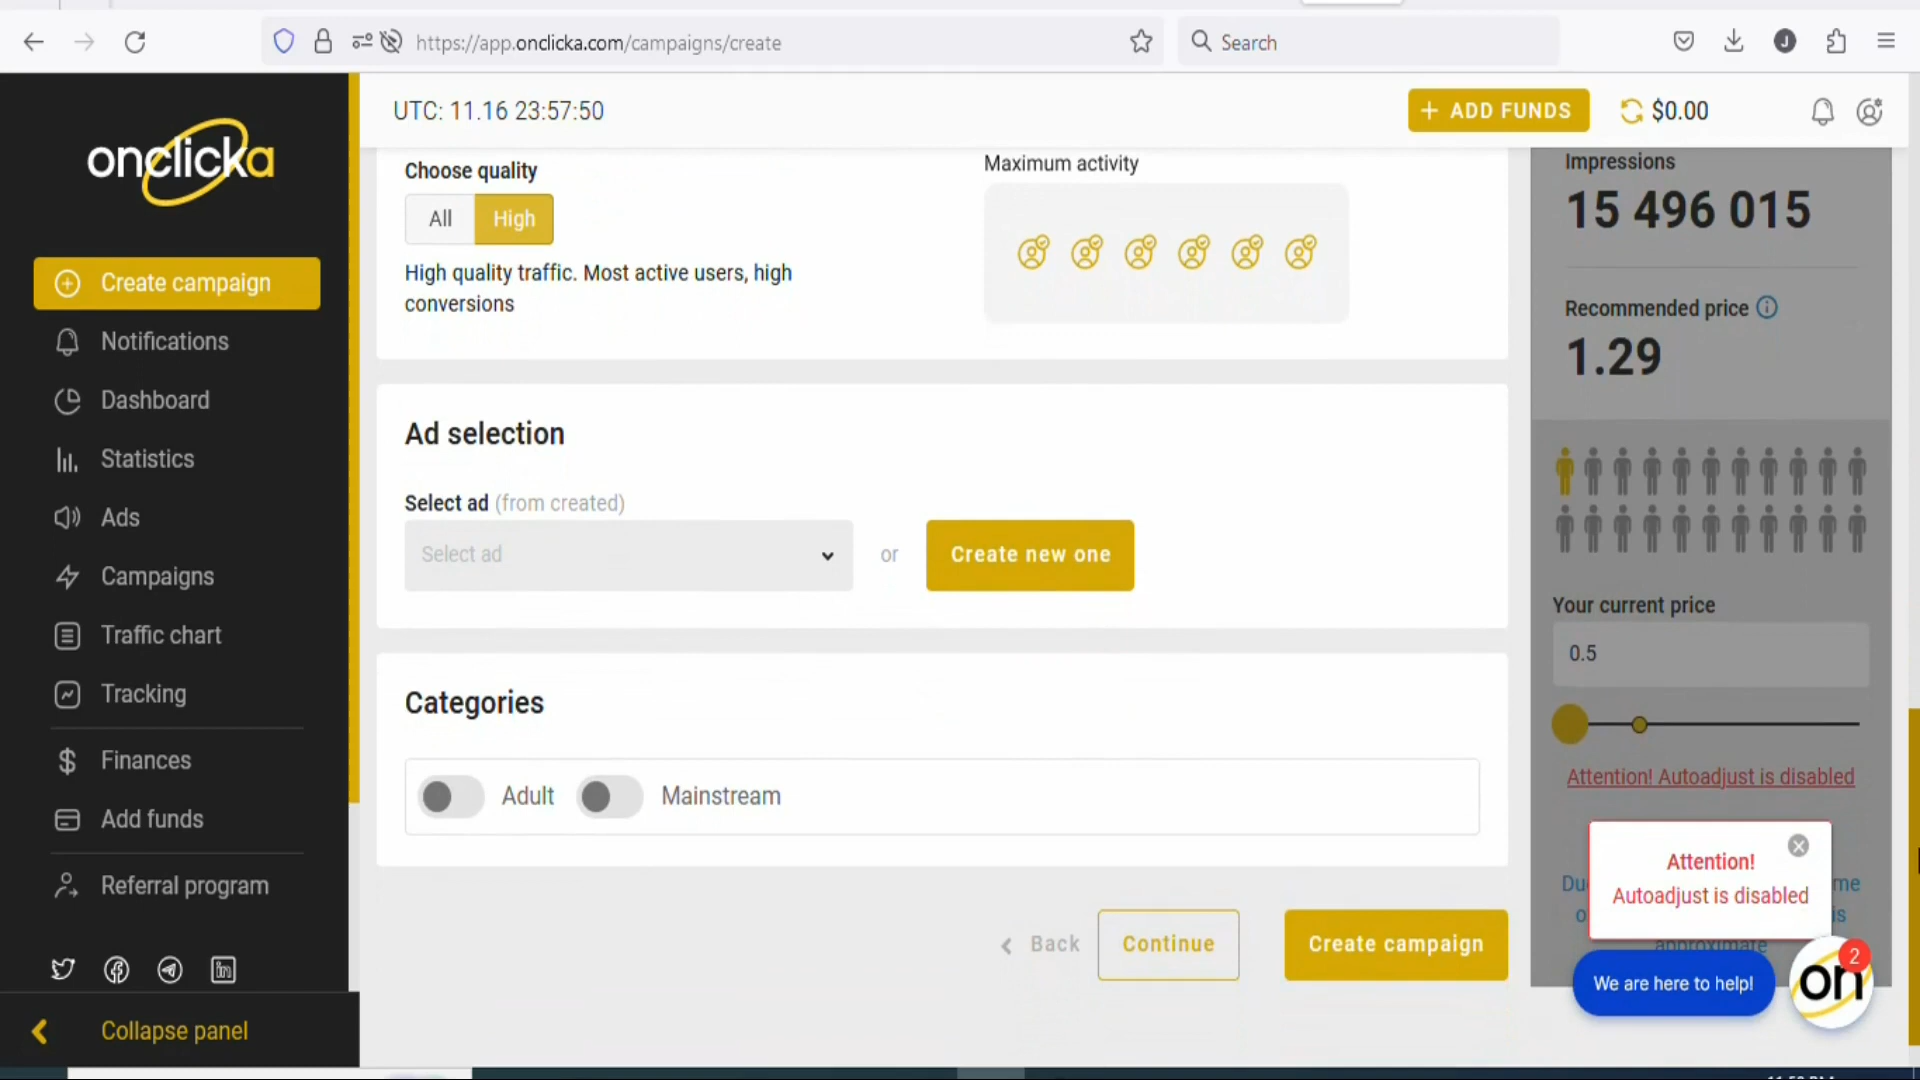 https://app.onclicka.com/campaigns/create
Search
onclicka
UTC: 11.16 23:57:50
+ ADD FUNDS
$0.00
Create campaign
Notifications
Dashboard
Statistics
Ads
Campaigns
Traffic chart
Tracking
Finances
Add funds
Referral program
Collapse panel
Choose quality
All
High
High quality traffic. Most active users, high
conversions
Maximum activity
Ad selection
Select ad (from created)
Select ad
or
Create new one
Categories
Adult
Mainstream
Back
Continue
Create campaign
Impressions
15 496 015
Recommended price
1.29
Your current price
0.5
Attention! Autoadjust is disabled
Attention!
Autoadjust is disabled
approximate
We are here to help!
on
2